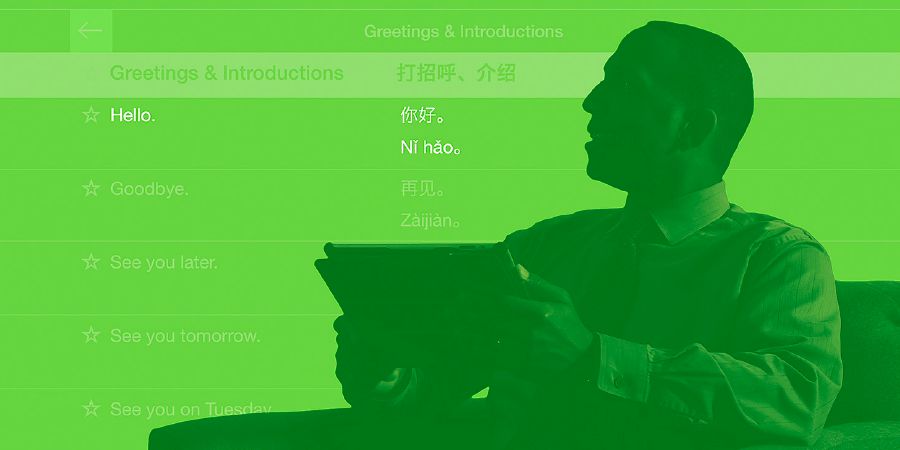 Greetings & Introductions
Greetings & Introductions 打招呼、介绍
Hello. 你好。
Nǐ hǎo。
Goodbye. 再见。
Zàijiàn。
See you later.
See you tomorrow.
See you on Tuesday